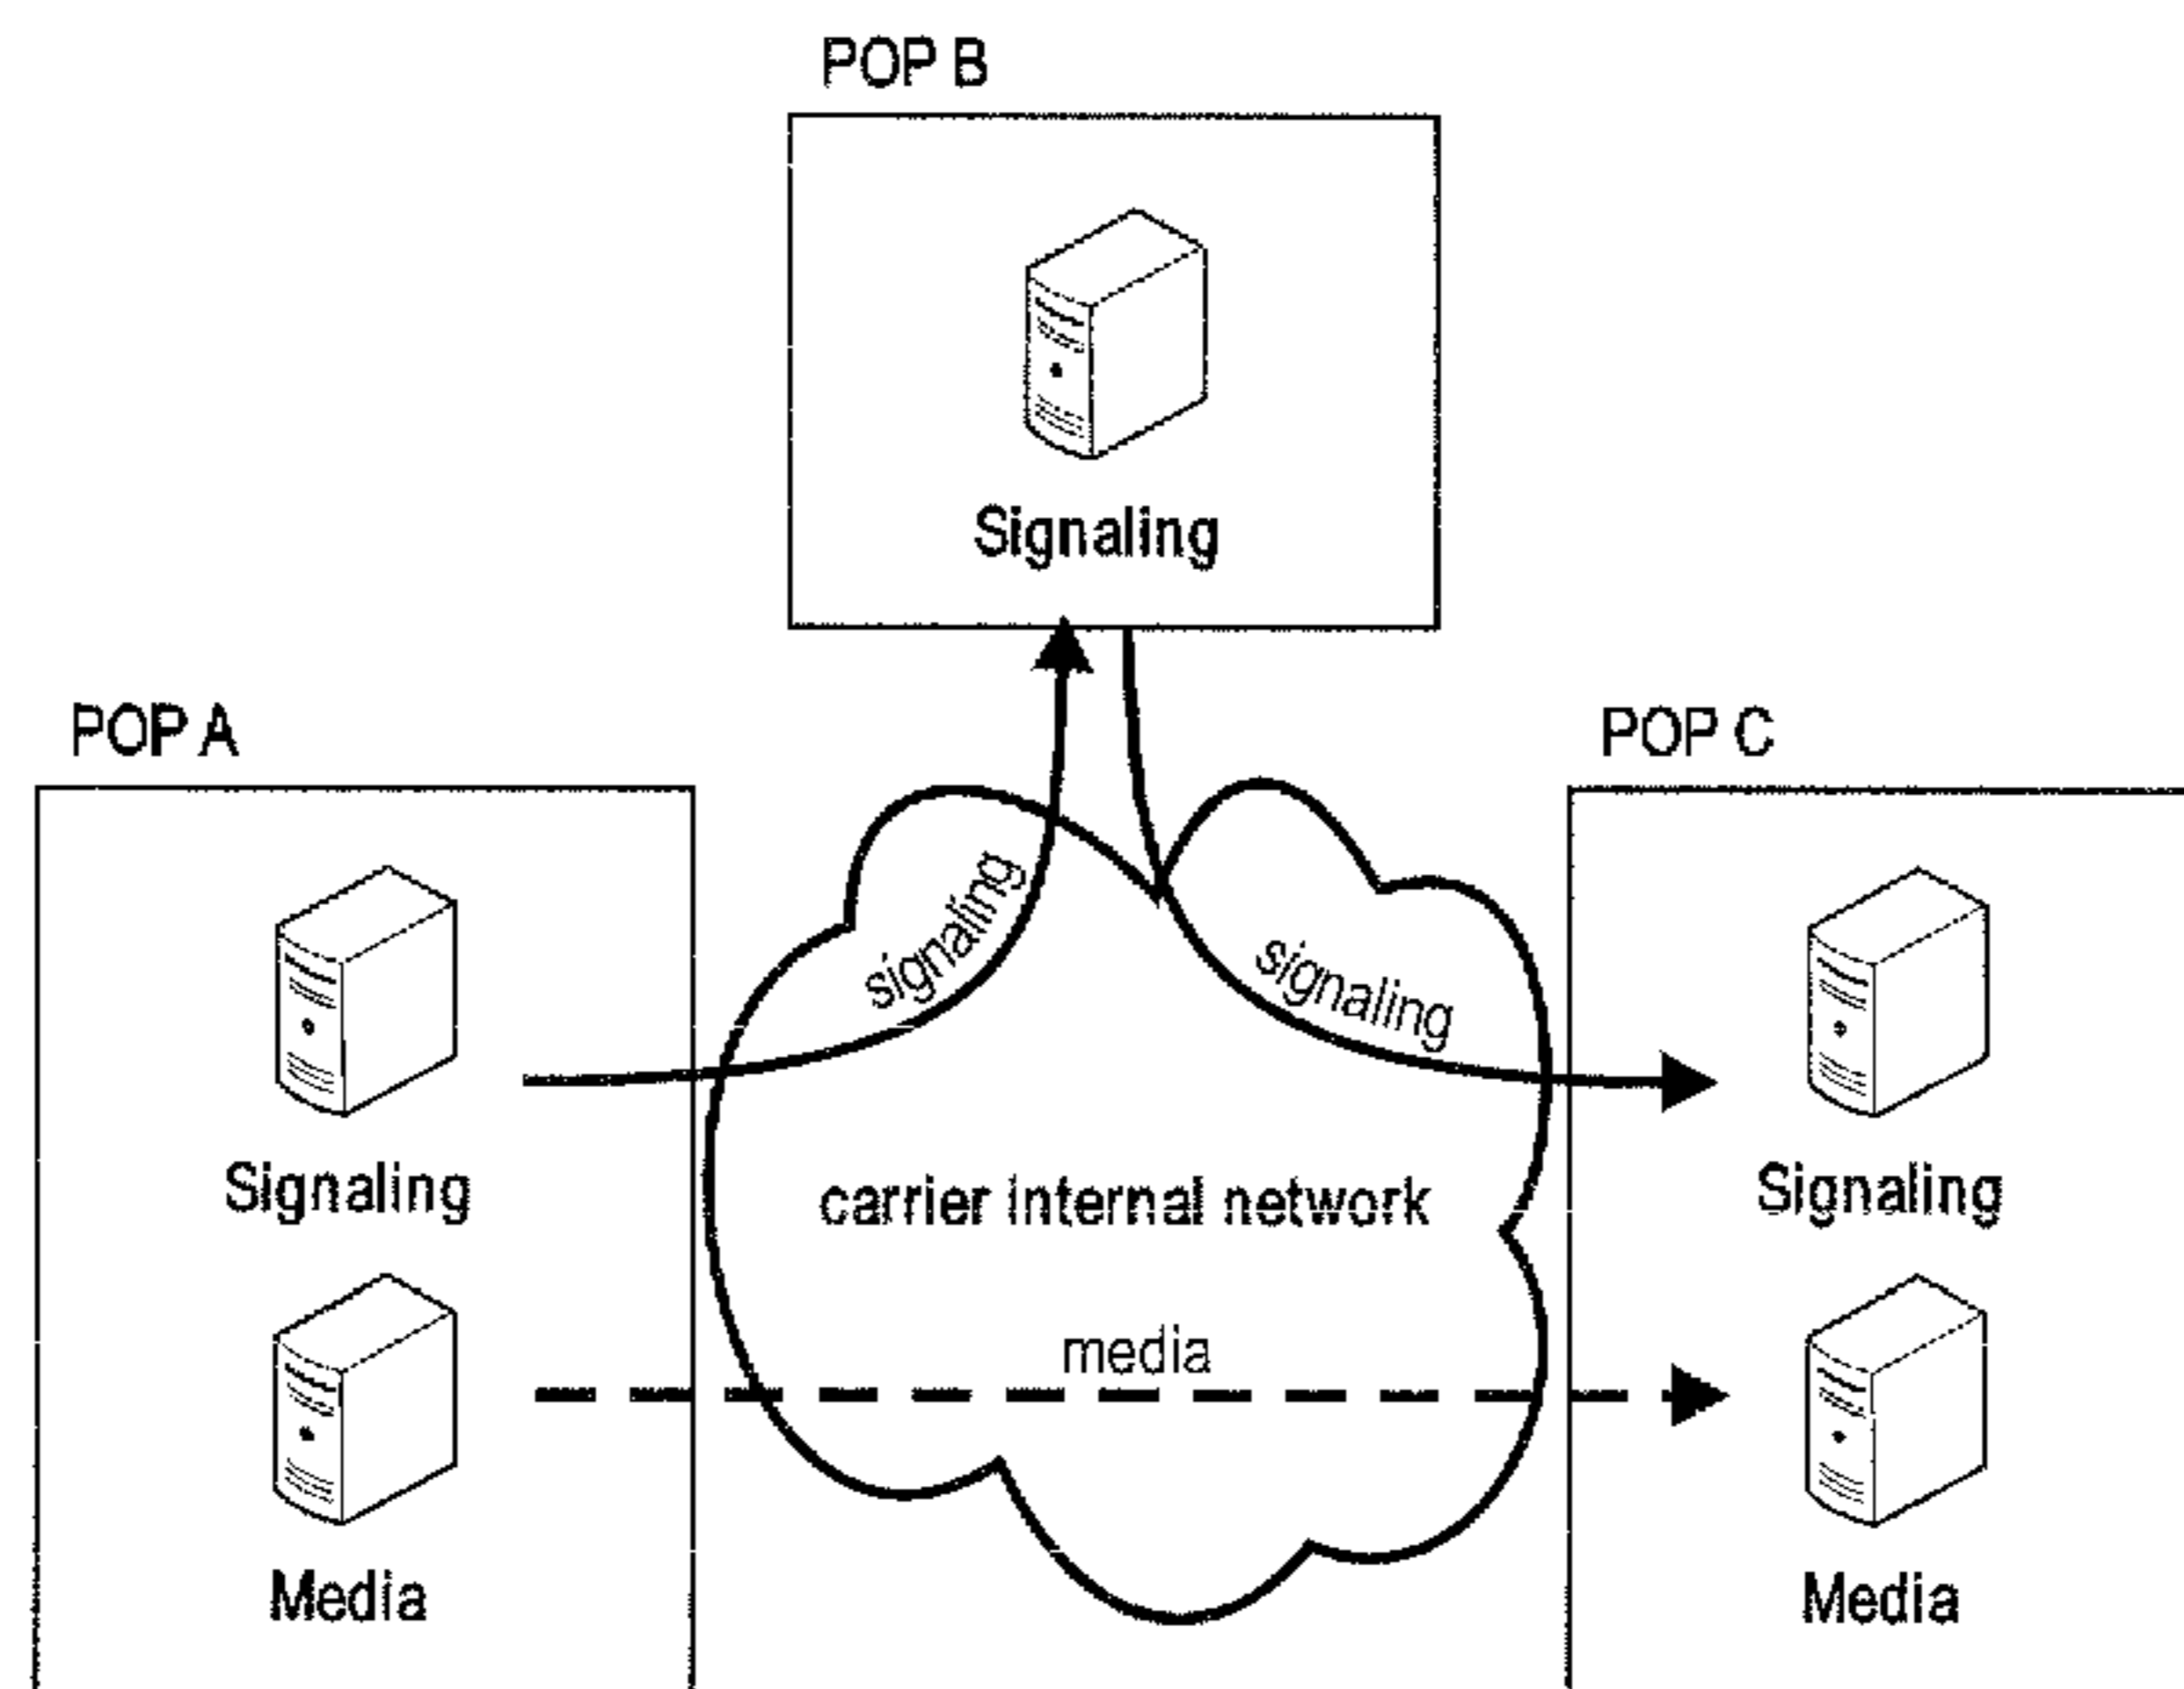 POP B
Signaling
POP A
POP C
signaling
signaling
Signaling
carrier internal network
Signaling
media
Media
Media